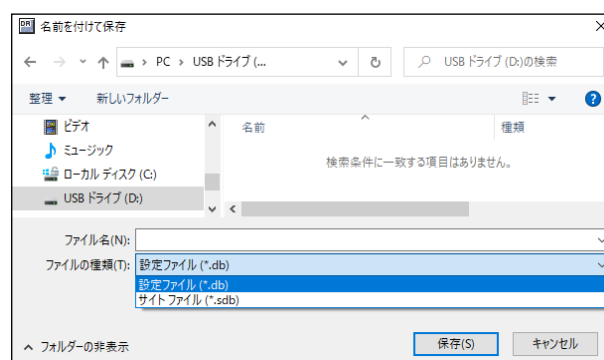 DRI 名前を付けて保存
PC › USB ドライブ (...
USB ドライブ (D:)の検索
整理 新しいフォルダー
ビデオ
ミュージック
ローカル ディスク (C:)
USB ドライブ (D:)
名前 種類
検索条件に一致する項目はありません。
ファイル名(N):
ファイルの種類(T): 設定ファイル (*.db)
設定ファイル (*.db)
サイト ファイル (*.sdb)
フォルダーの非表示
保存(S) キャンセル